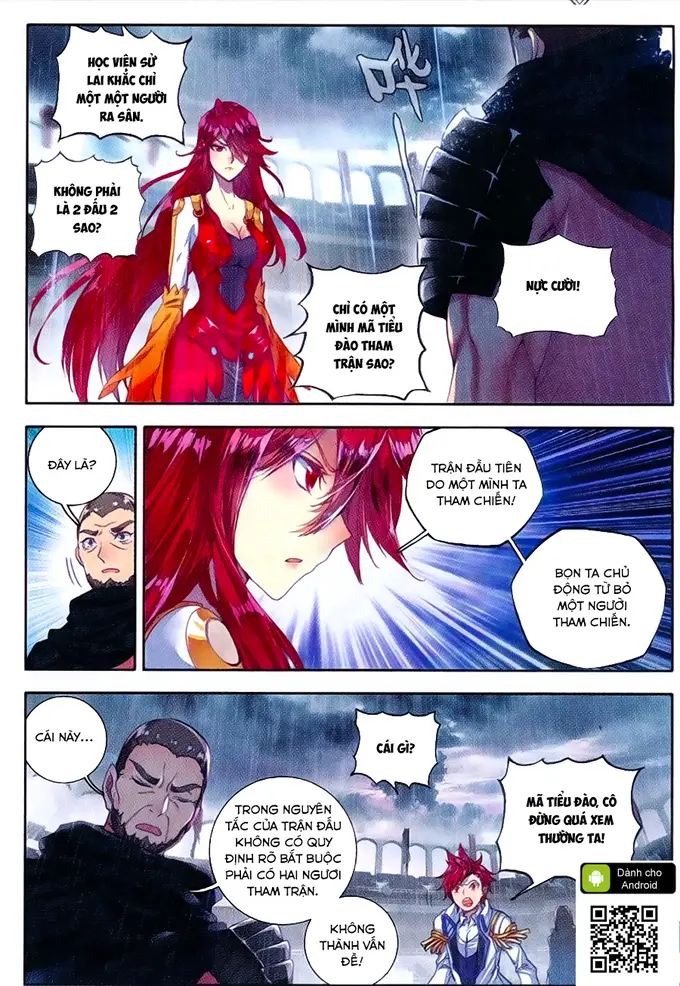 HỌC VIỆN SỬ
LAI KHẮC CHỈ
MỘT MỘT NGƯỜI
RA SÂN.
KHÔNG PHẢI
LÀ 2 ĐẤU 2
SAO?
NỰC CƯỜI!
CHỈ CÓ MỘT
MÌNH MÃ TIỂU
ĐÀO THAM
TRẬN SAO?
ĐÂY LÀ?
TRẬN ĐẦU TIÊN
DO MỘT MÌNH TA
THAM CHIẾN!
BỌN TA CHỦ
ĐỘNG TỪ BỎ
MỘT NGƯỜI
THAM CHIẾN.
CÁI NÀY...
CÁI GÌ?
TRONG NGUYÊN
TẮC CỦA TRẬN ĐẤU
KHÔNG CÓ QUY
ĐỊNH RÕ BẮT BUỘC
PHẢI CÓ HAI NGƯƠI
THAM TRẬN.
MÃ TIỂU ĐÀO, CÔ
ĐỪNG QUÁ XEM
THƯỜNG TA!
KHÔNG
THÀNH VẤN
ĐỀ!
Dành cho
Android